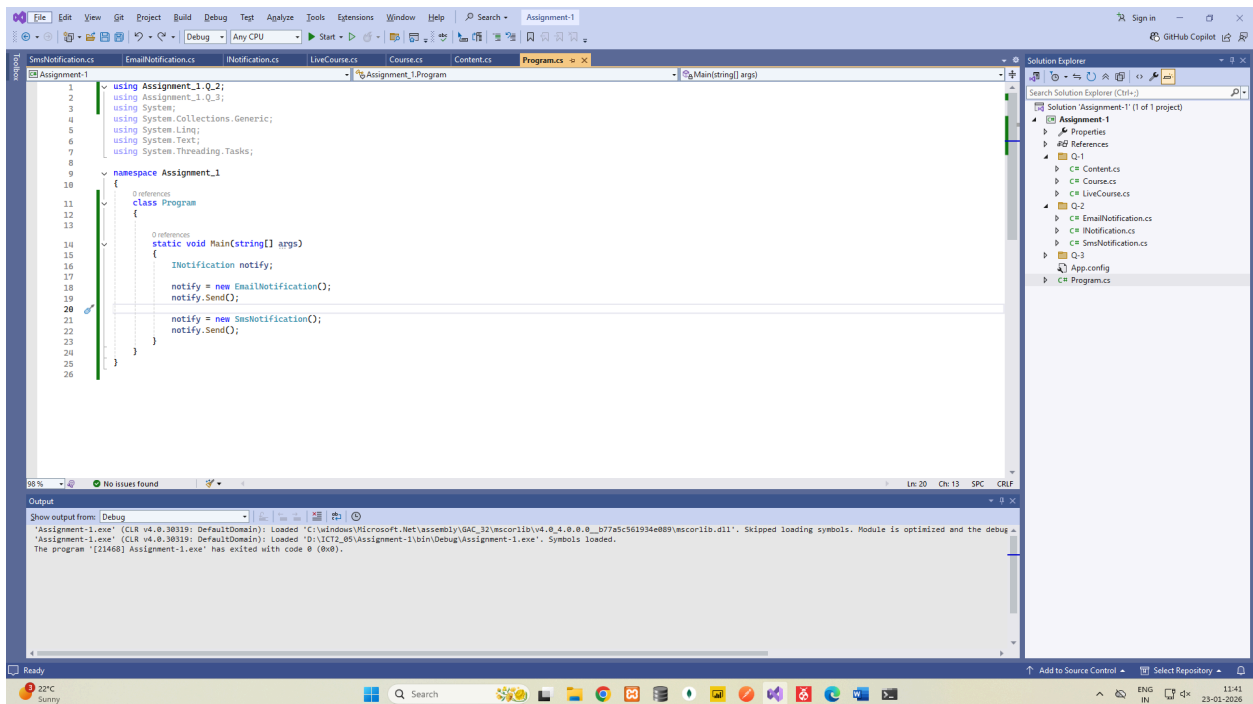 File Edit View Git Project Build Debug Test Analyze Tools Extensions Window Help Search Assignment-1 Sign in
Debug Any CPU Start GitHub Copilot
Toolbox
SmsNotification.cs EmailNotification.cs INotification.cs LiveCourse.cs Course.cs Content.cs Program.cs
Assignment-1 Assignment_1.Program Main(string[] args)
1 using Assignment_1.Q_2;
2 using Assignment_1.Q_3;
3 using System;
4 using System.Collections.Generic;
5 using System.Linq;
6 using System.Text;
7 using System.Threading.Tasks;
8
9 namespace Assignment_1
10 {
0 references
11 class Program
12 {
13
0 references
14 static void Main(string[] args)
15 {
16 INotification notify;
17
18 notify = new EmailNotification();
19 notify.Send();
20
21 notify = new SmsNotification();
22 notify.Send();
23 }
24 }
25 }
26
98 % No issues found Ln: 20 Ch: 13 SPC CRLF
Output
Show output from: Debug
'Assignment-1.exe' (CLR v4.0.30319: DefaultDomain): Loaded 'C:\windows\Microsoft.Net\assembly\GAC_32\mscorlib\v4.0_4.0.0.0__b77a5c561934e089\mscorlib.dll'. Skipped loading symbols. Module is optimized and the debug
'Assignment-1.exe' (CLR v4.0.30319: DefaultDomain): Loaded 'D:\ICT2_05\Assignment-1\bin\Debug\Assignment-1.exe'. Symbols loaded.
The program '[21468] Assignment-1.exe' has exited with code 0 (0x0).
Solution Explorer
Search Solution Explorer (Ctrl+;)
Solution 'Assignment-1' (1 of 1 project)
Assignment-1
Properties
References
Q-1
C# Content.cs
C# Course.cs
C# LiveCourse.cs
Q-2
C# EmailNotification.cs
C# INotification.cs
C# SmsNotification.cs
Q-3
App.config
C# Program.cs
Ready Add to Source Control Select Repository
3 22°C
Sunny
Search
ENG
IN
11:41
23-01-2026